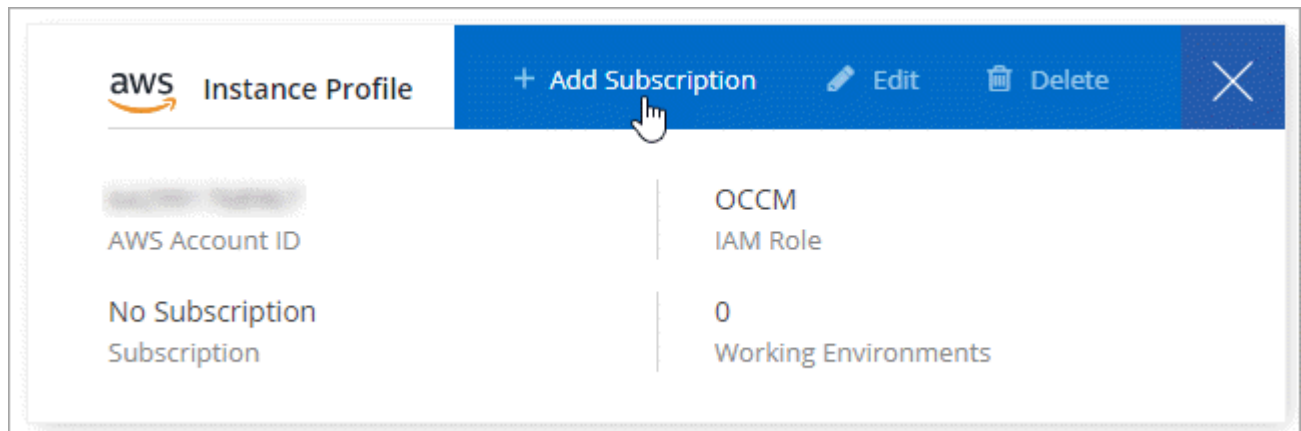 aws Instance Profile
+ Add Subscription
Edit
Delete
AWS Account ID
OCCM
IAM Role
No Subscription
Subscription
0
Working Environments